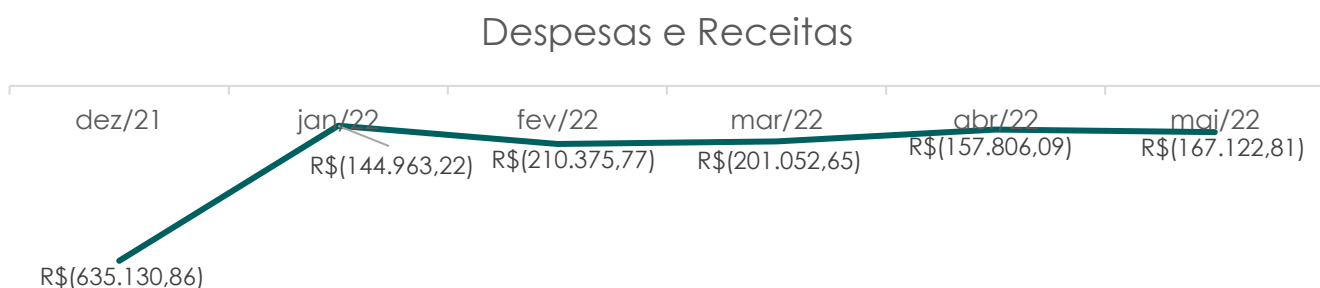 Despesas e Receitas
dez/21
jan/22
fev/22
mar/22
abr/22
mai/22
R$(635.130,86)
R$(144.963,22)
R$(210.375,77)
R$(201.052,65)
R$(157.806,09)
R$(167.122,81)